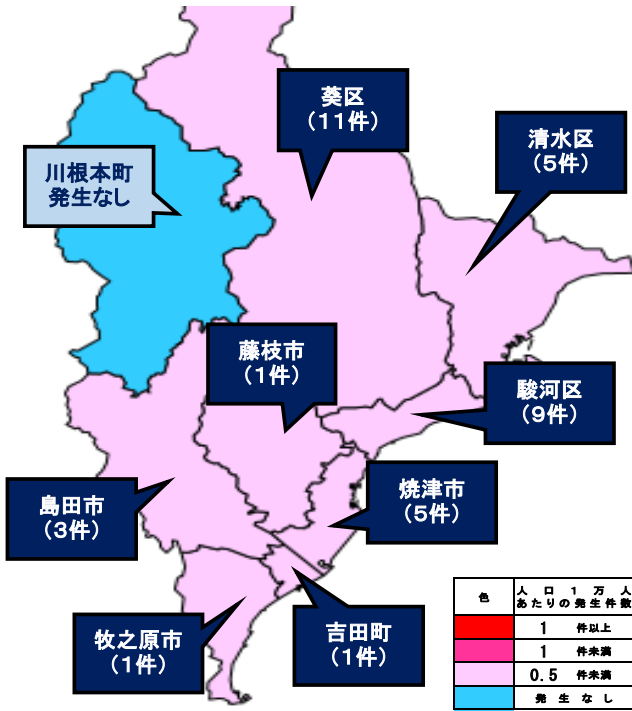 葵区
(11件)
清水区
(5件)
川根本町
発生なし
藤枝市
(1件)
駿河区
(9件)
焼津市
(5件)
島田市
(3件)
牧之原市
(1件)
吉田町
(1件)
色
人口1万人
あたりの発生件数
1 件以上
1 件未満
0.5 件未満
発生なし